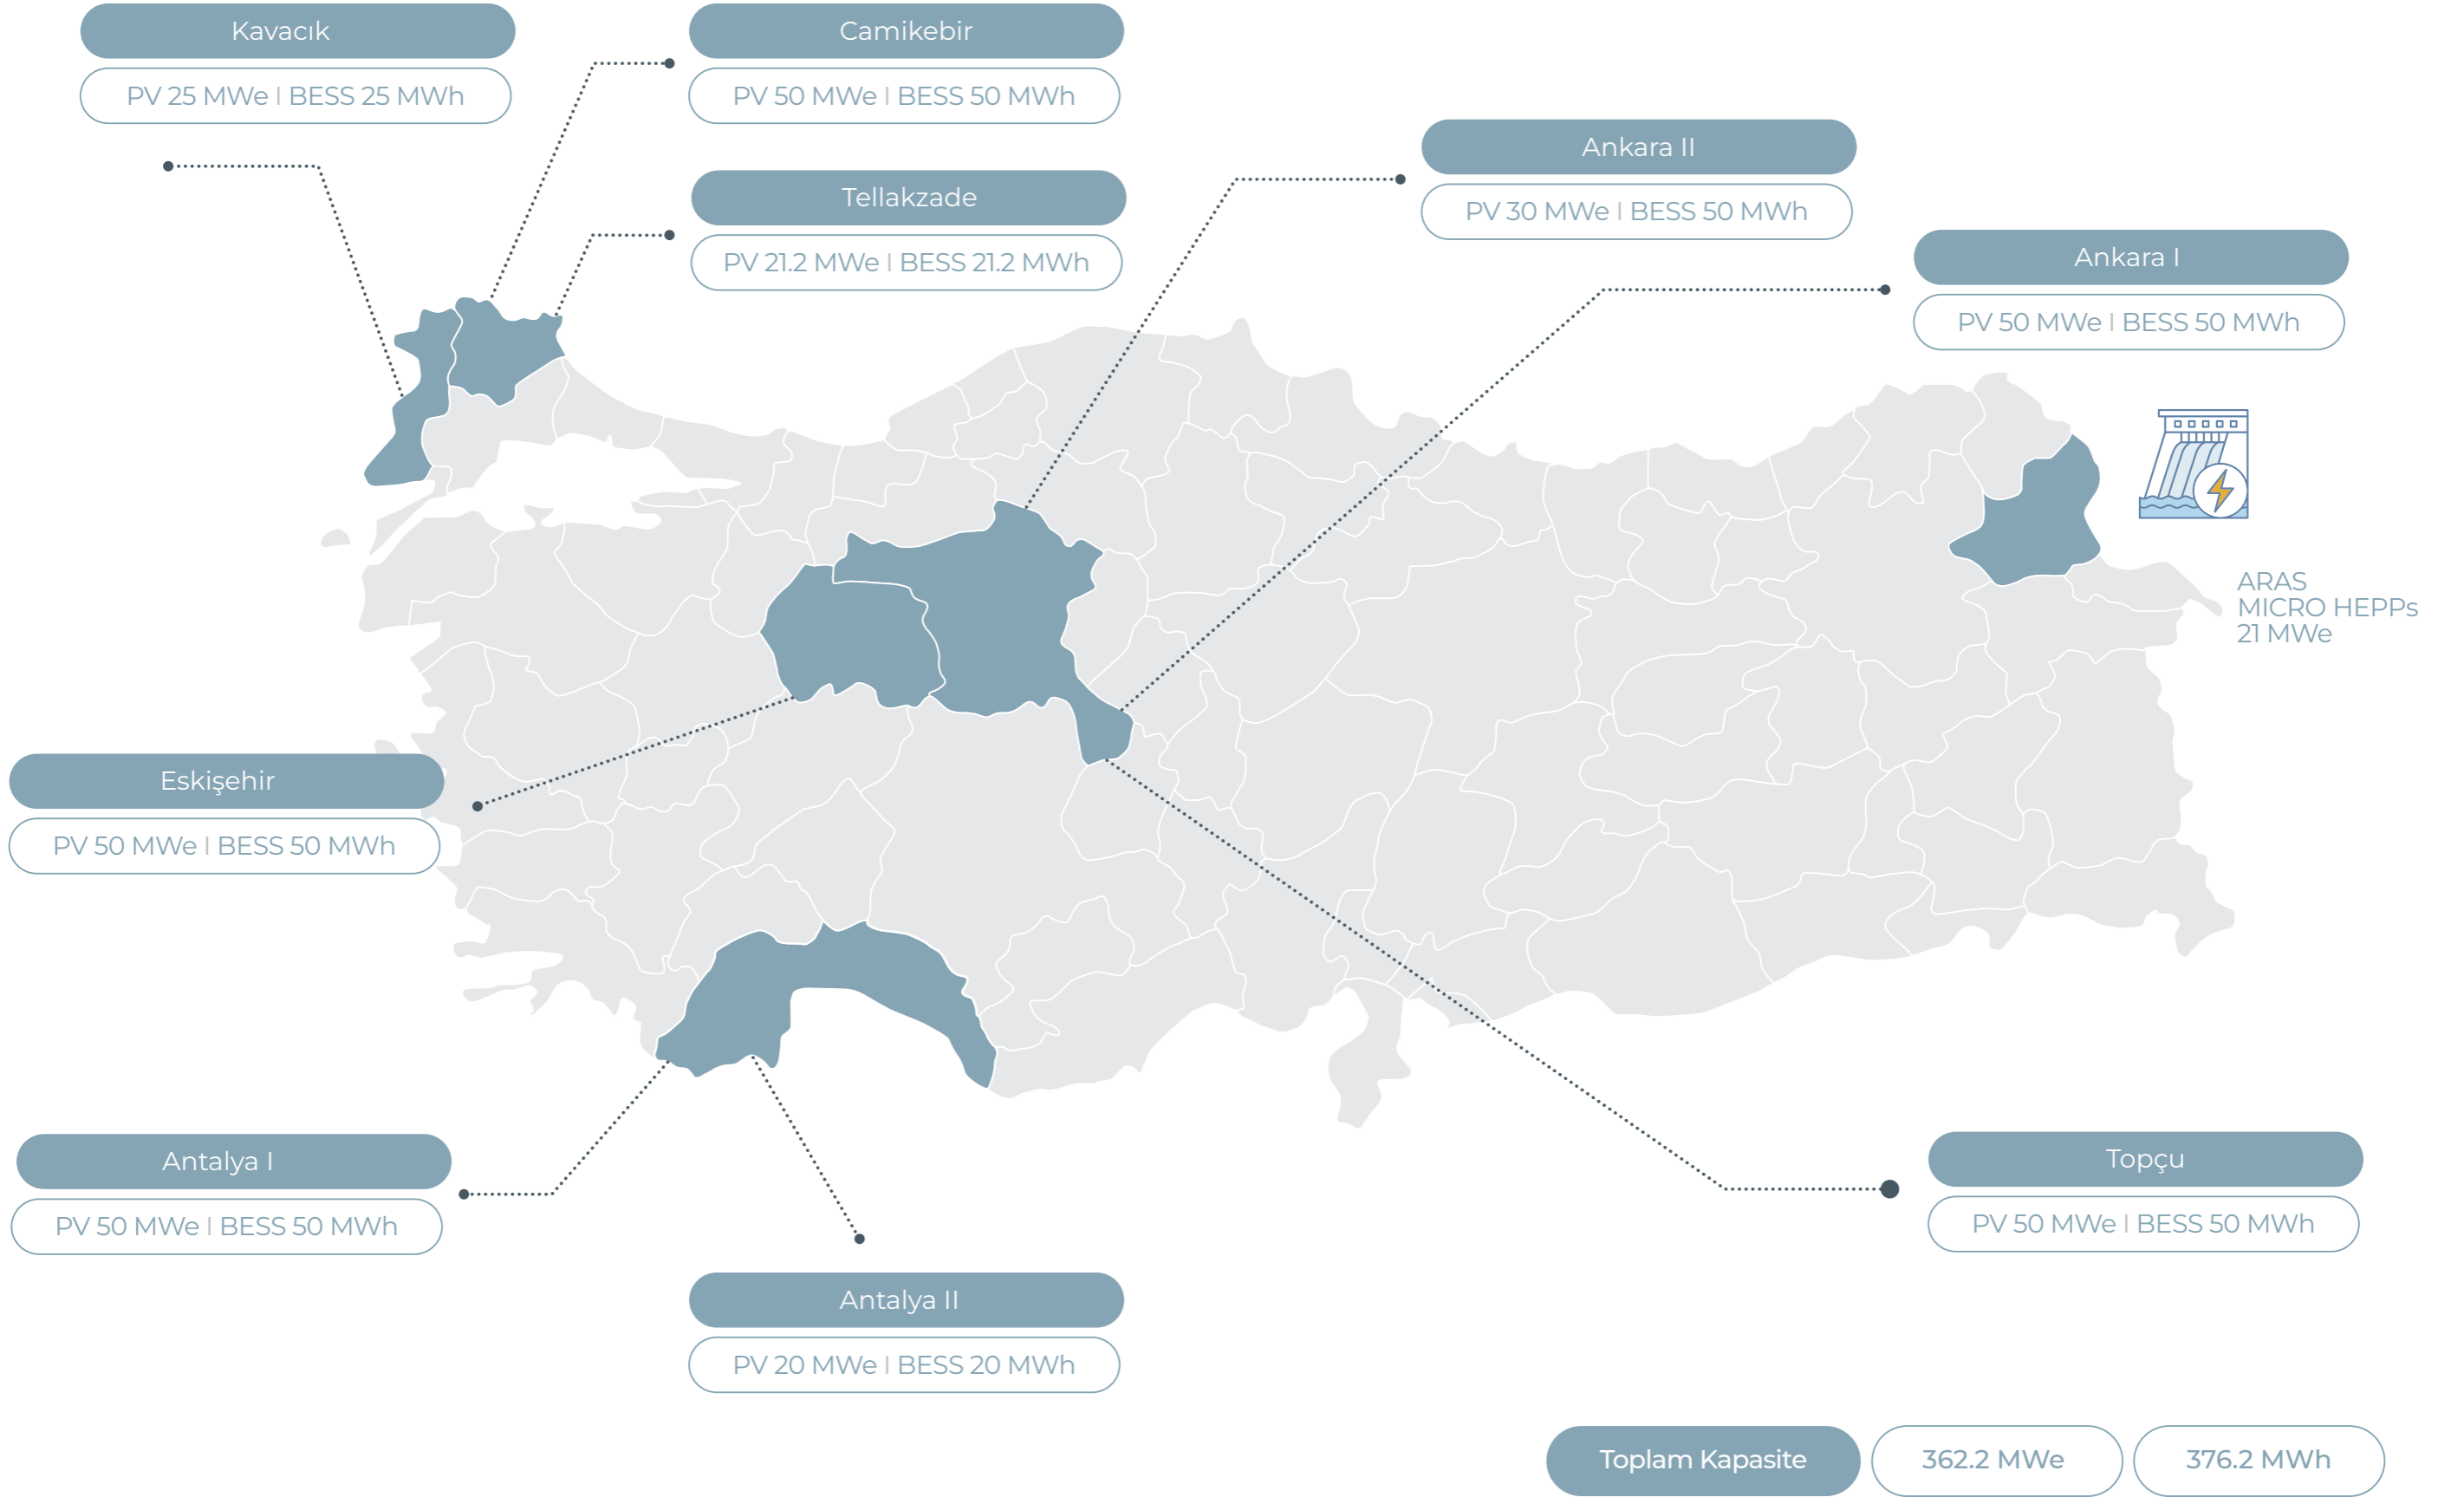 Kavacık
PV 25 MWe | BESS 25 MWh
Camikebir
PV 50 MWe | BESS 50 MWh
Tellakzade
PV 21.2 MWe | BESS 21.2 MWh
Ankara II
PV 30 MWe | BESS 50 MWh
Ankara I
PV 50 MWe | BESS 50 MWh
ARAS
MICRO HEPPs
21 MWe
Eskişehir
PV 50 MWe | BESS 50 MWh
Antalya I
PV 50 MWe | BESS 50 MWh
Antalya II
PV 20 MWe | BESS 20 MWh
Topçu
PV 50 MWe | BESS 50 MWh
Toplam Kapasite 362.2 MWe 376.2 MWh